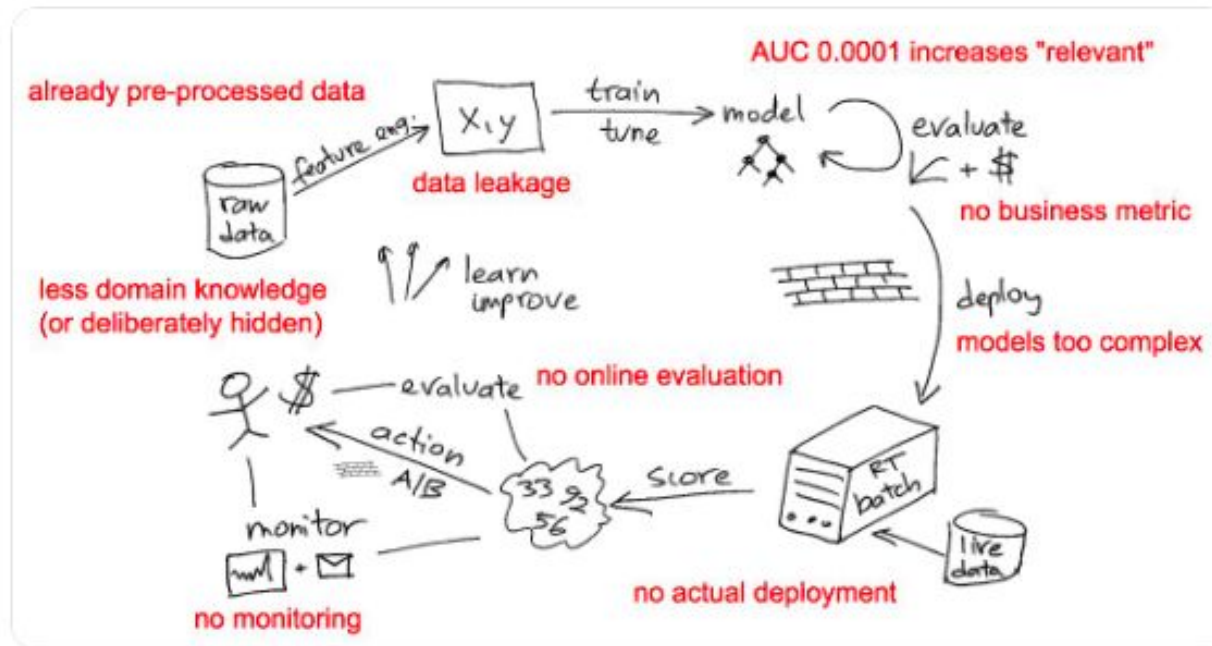 AUC 0.0001 increases "relevant"
already pre-processed data
feature eng.
X,y
train
tune
model
evaluate
+ $
no business metric
data leakage
raw
data
less domain knowledge
(or deliberately hidden)
learn
improve
deploy
models too complex
no online evaluation
$
evaluate
action
A/B
33 92
56
score
RT
batch
live
data
monitor
+
no monitoring
no actual deployment